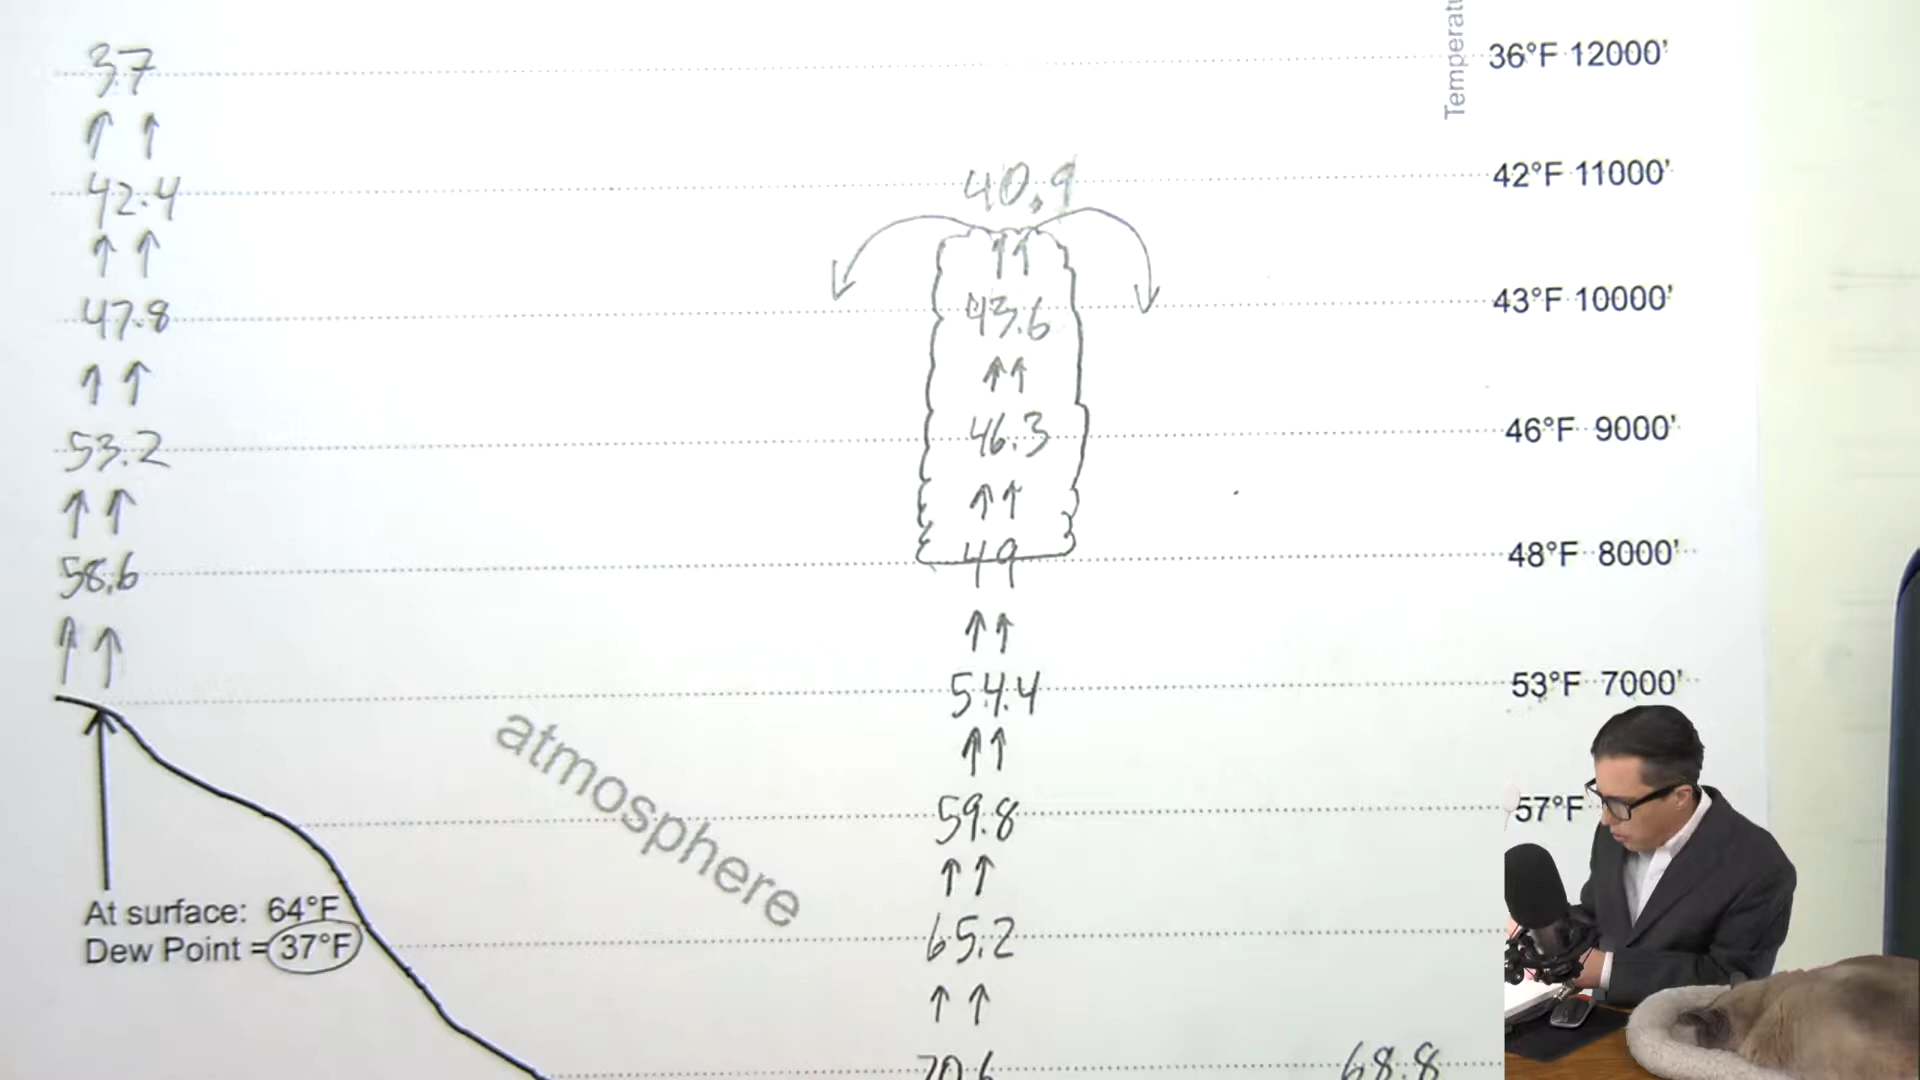 37
42.4
47.8
53.2
58.6
At surface: 64°F
Dew Point = 37°F
atmosphere
40.9
43.6
46.3
49
54.4
59.8
65.2
70.6
68.8
36°F 12000'
42°F 11000'
43°F 10000'
46°F 9000'
48°F 8000'
53°F 7000'
57°F